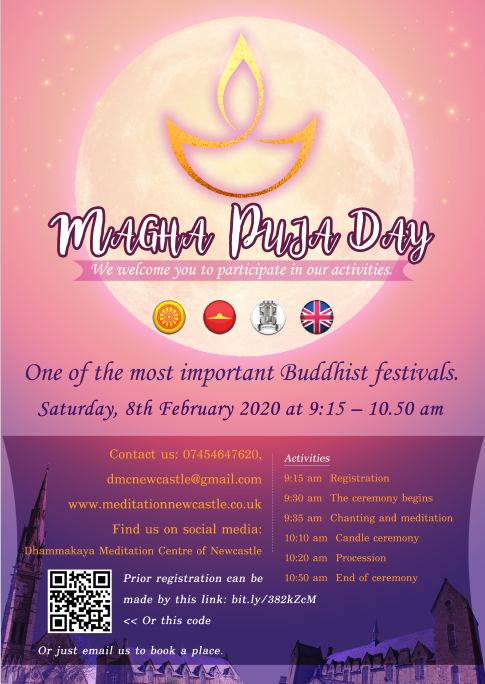 Magha Puja Day
We welcome you to participate in our activities.
One of the most important Buddhist festivals.
Saturday, 8th February 2020 at 9:15 – 10.50 am
Contact us: 07454647620,
dmcnewcastle@gmail.com
www.meditationnewcastle.co.uk
Find us on social media:
Dhammakaya Meditation Centre of Newcastle
Activities
9:15 am Registration
9:30 am The ceremony begins
9:35 am Chanting and meditation
10:10 am Candle ceremony
10:20 am Procession
10:50 am End of ceremony
Prior registration can be
made by this link: bit.ly/382kZcM
<< Or this code
Or just email us to book a place.